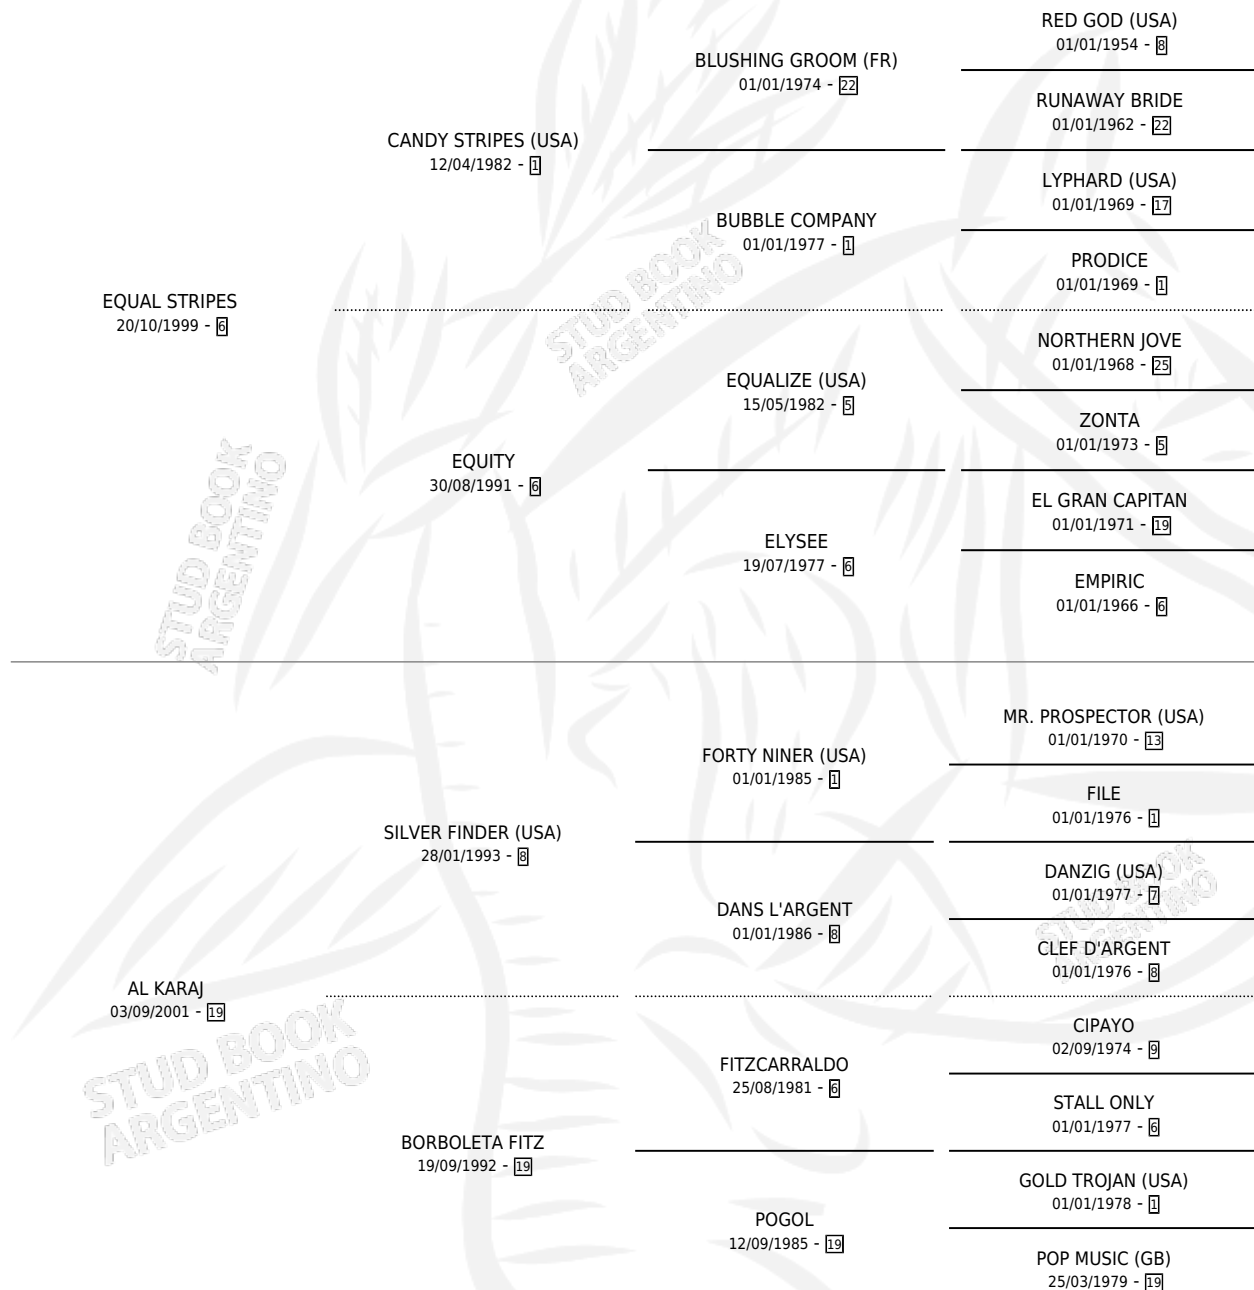 EQUAL STRIPES
20/10/1999 - 6
CANDY STRIPES (USA)
12/04/1982 - 1
EQUITY
30/08/1991 - 6
BLUSHING GROOM (FR)
01/01/1974 - 22
BUBBLE COMPANY
01/01/1977 - 1
EQUALIZE (USA)
15/05/1982 - 5
ELYSEE
19/07/1977 - 6
RED GOD (USA)
01/01/1954 - 8
RUNAWAY BRIDE
01/01/1962 - 22
LYPHARD (USA)
01/01/1969 - 17
PRODICE
01/01/1969 - 1
NORTHERN JOVE
01/01/1968 - 25
ZONTA
01/01/1973 - 5
EL GRAN CAPITAN
01/01/1971 - 19
EMPIRIC
01/01/1966 - 6
AL KARAJ
03/09/2001 - 19
SILVER FINDER (USA)
28/01/1993 - 8
BORBOLETA FITZ
19/09/1992 - 19
FORTY NINER (USA)
01/01/1985 - 1
DANS L'ARGENT
01/01/1986 - 8
FITZCARRALDO
25/08/1981 - 6
POGOL
12/09/1985 - 19
MR. PROSPECTOR (USA)
01/01/1970 - 13
FILE
01/01/1976 - 1
DANZIG (USA)
01/01/1977 - 7
CLEF D'ARGENT
01/01/1976 - 8
CIPAYO
02/09/1974 - 9
STALL ONLY
01/01/1977 - 6
GOLD TROJAN (USA)
01/01/1978 - 1
POP MUSIC (GB)
25/03/1979 - 19
STUD BOOK
ARGENTINO
STUD BOOK
ARGENTINO
STUD BOOK
ARGENTINO
STUD BOOK
ARGENTINO